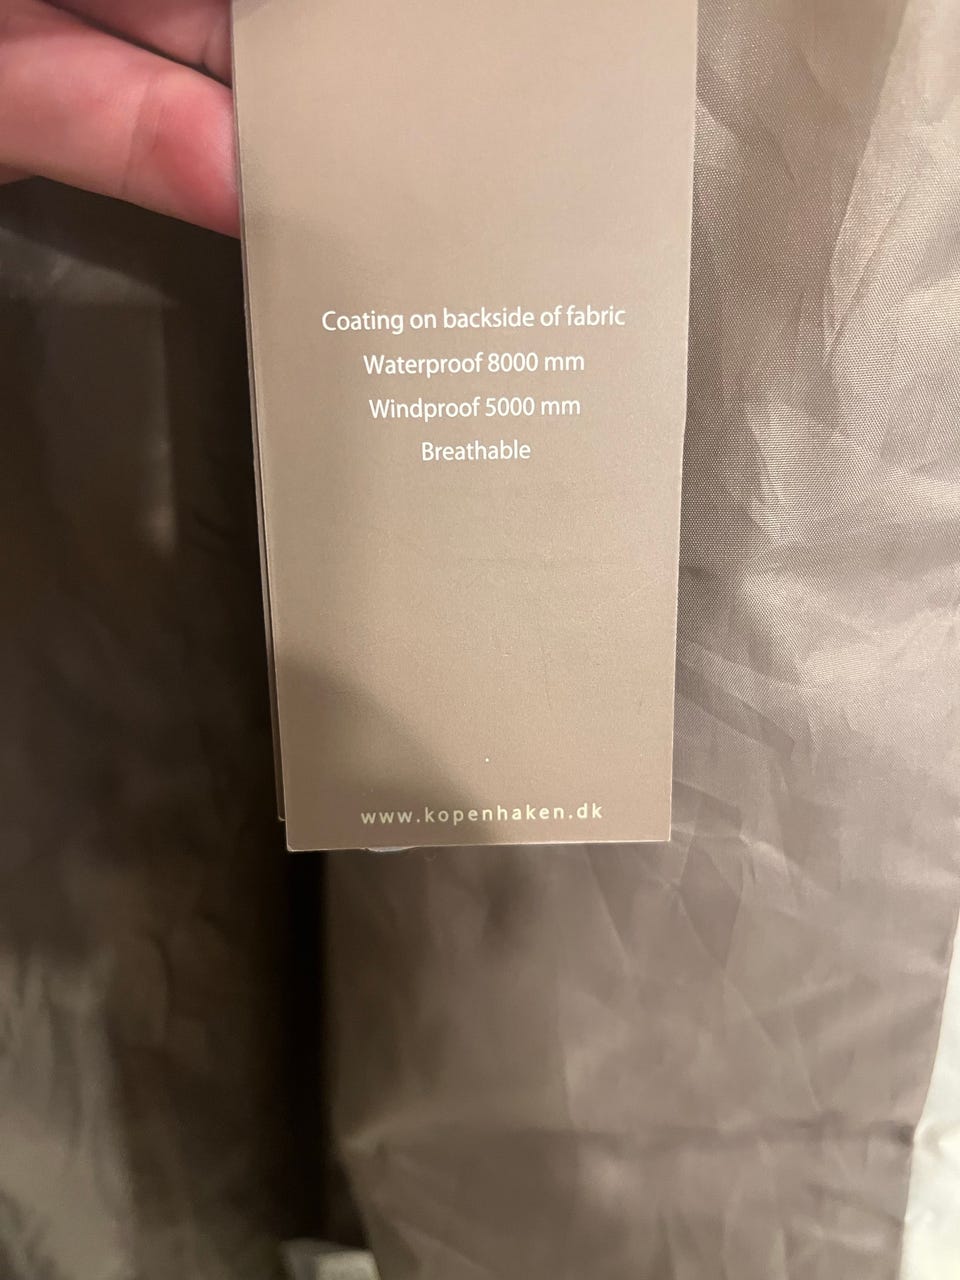 Coating on backside of fabric
Waterproof 8000 mm
Windproof 5000 mm
Breathable
www.kopenhaken.dk